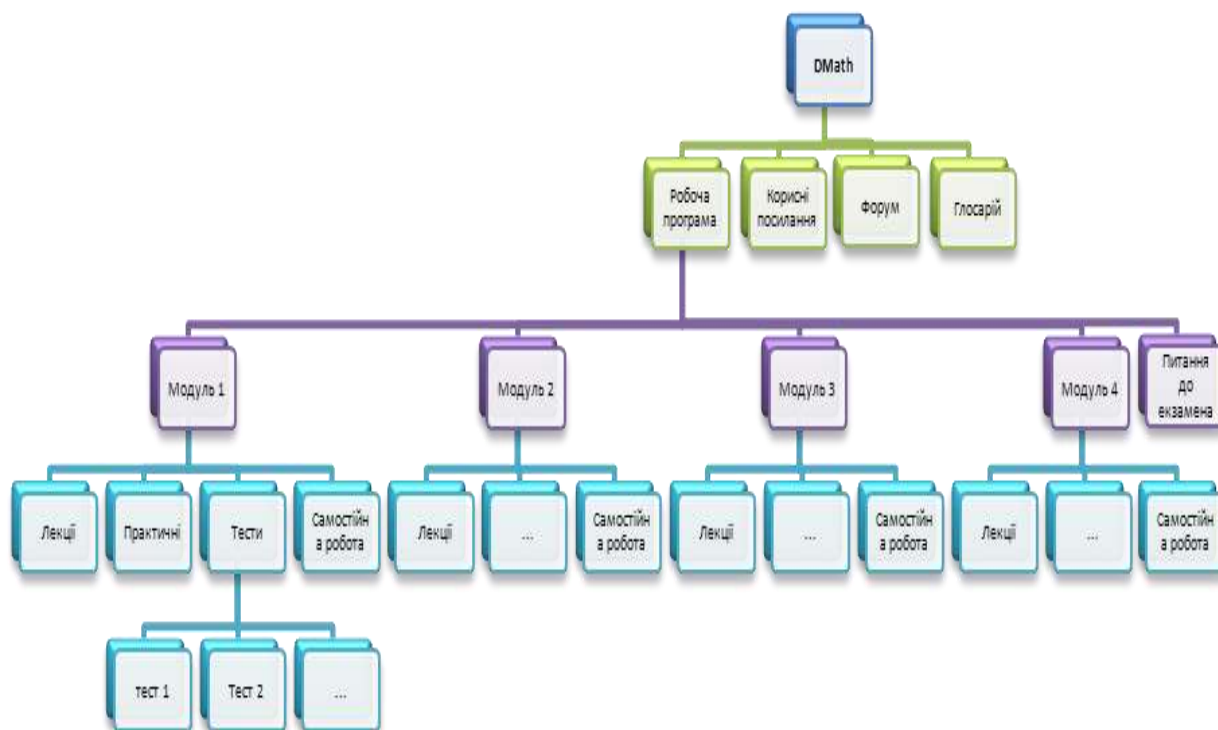 DMath
Робоча
програма
Корисні
посилання
Форум
Глосарій
Модуль 1
Модуль 2
Модуль 3
Модуль 4
Питання
до
екзамена
Лекції
Практичні
Тести
Самостійн
а робота
Лекції
...
Самостійн
а робота
Лекції
...
Самостійн
а робота
Лекції
...
Самостійн
а робота
тест 1
Тест 2
...